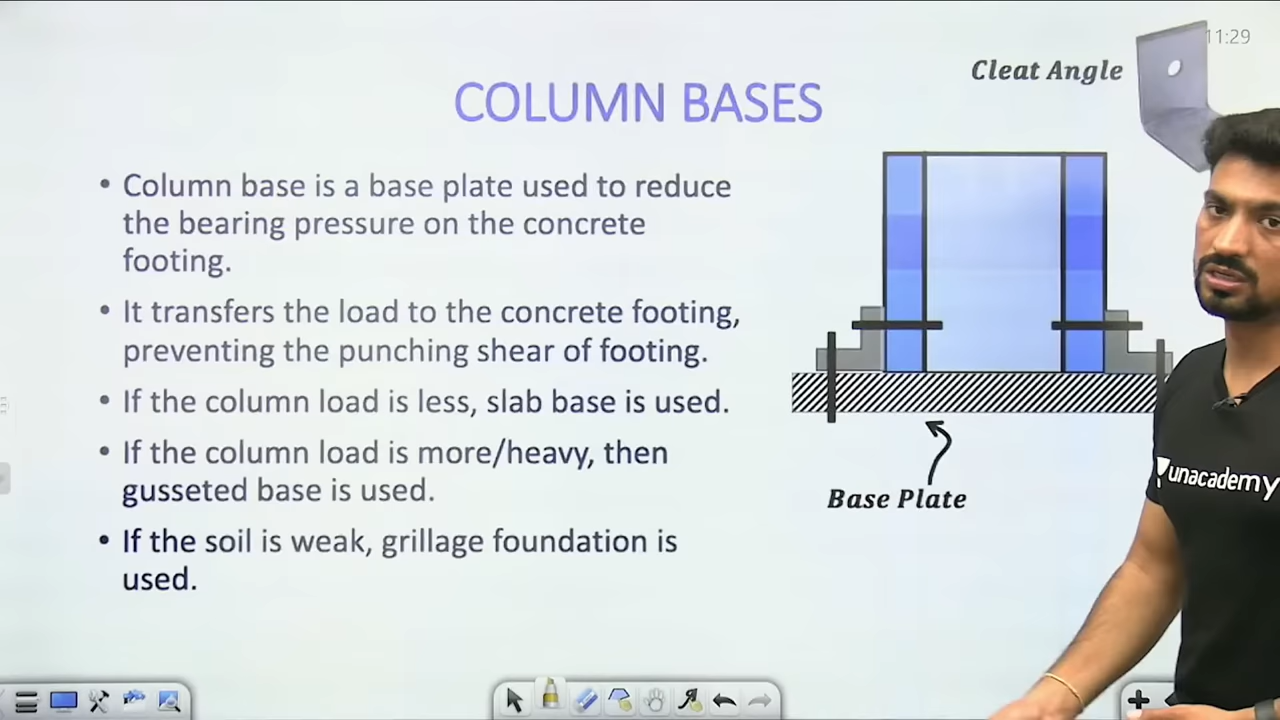 11:29
Cleat Angle
COLUMN BASES
• Column base is a base plate used to reduce
the bearing pressure on the concrete
footing.
• It transfers the load to the concrete footing,
preventing the punching shear of footing.
• If the column load is less, slab base is used.
• If the column load is more/heavy, then
gusseted base is used.
• If the soil is weak, grillage foundation is
used.
Base Plate
unacademy